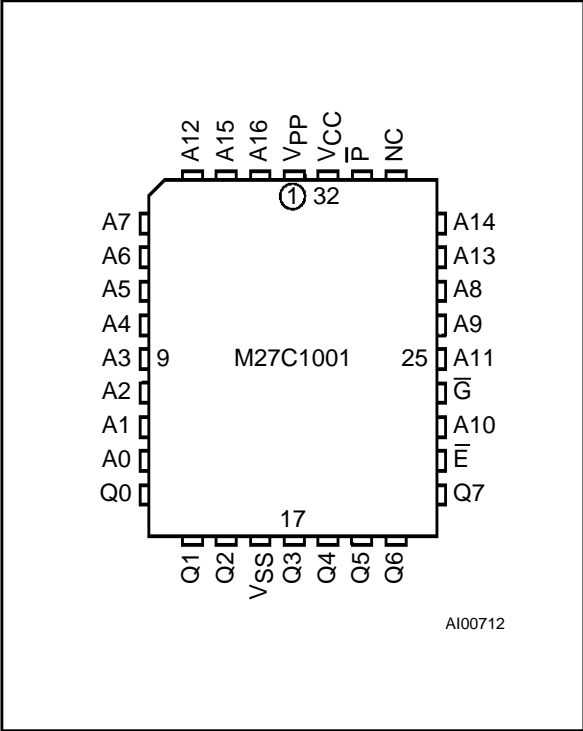 A12 A15 A16 VPP VCC P̅ NC
1 32
A7 A14
A6 A13
A5 A8
A4 A9
A3 9 M27C1001 25 A11
A2 G̅
A1 A10
A0 E̅
Q0 Q7
17
Q1 Q2 VSS Q3 Q4 Q5 Q6
AI00712